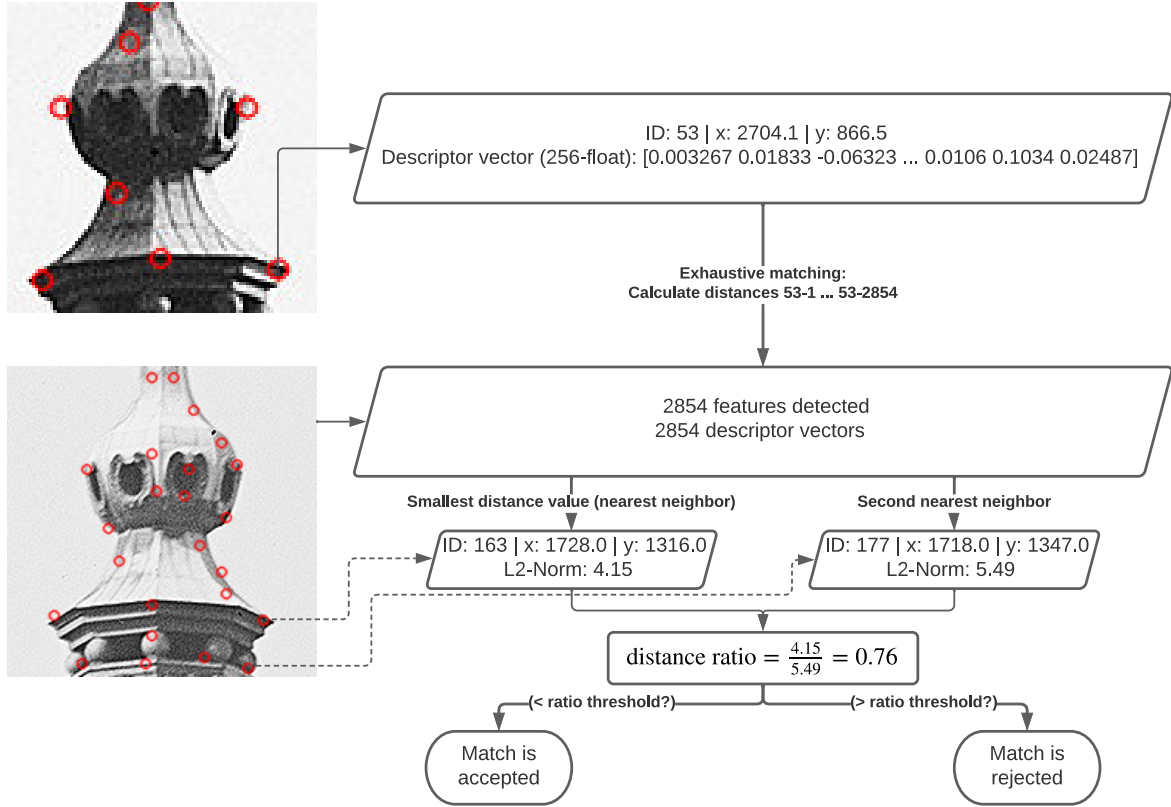 ID: 53 | x: 2704.1 | y: 866.5
Descriptor vector (256-float): [0.003267 0.01833 -0.06323 ... 0.0106 0.1034 0.02487]
Exhaustive matching:
Calculate distances 53-1 ... 53-2854
2854 features detected
2854 descriptor vectors
Smallest distance value (nearest neighbor)
Second nearest neighbor
ID: 163 | x: 1728.0 | y: 1316.0
L2-Norm: 4.15
ID: 177 | x: 1718.0 | y: 1347.0
L2-Norm: 5.49
distance ratio = 4.15/5.49 = 0.76
(< ratio threshold?)
(> ratio threshold?)
Match is
accepted
Match is
rejected